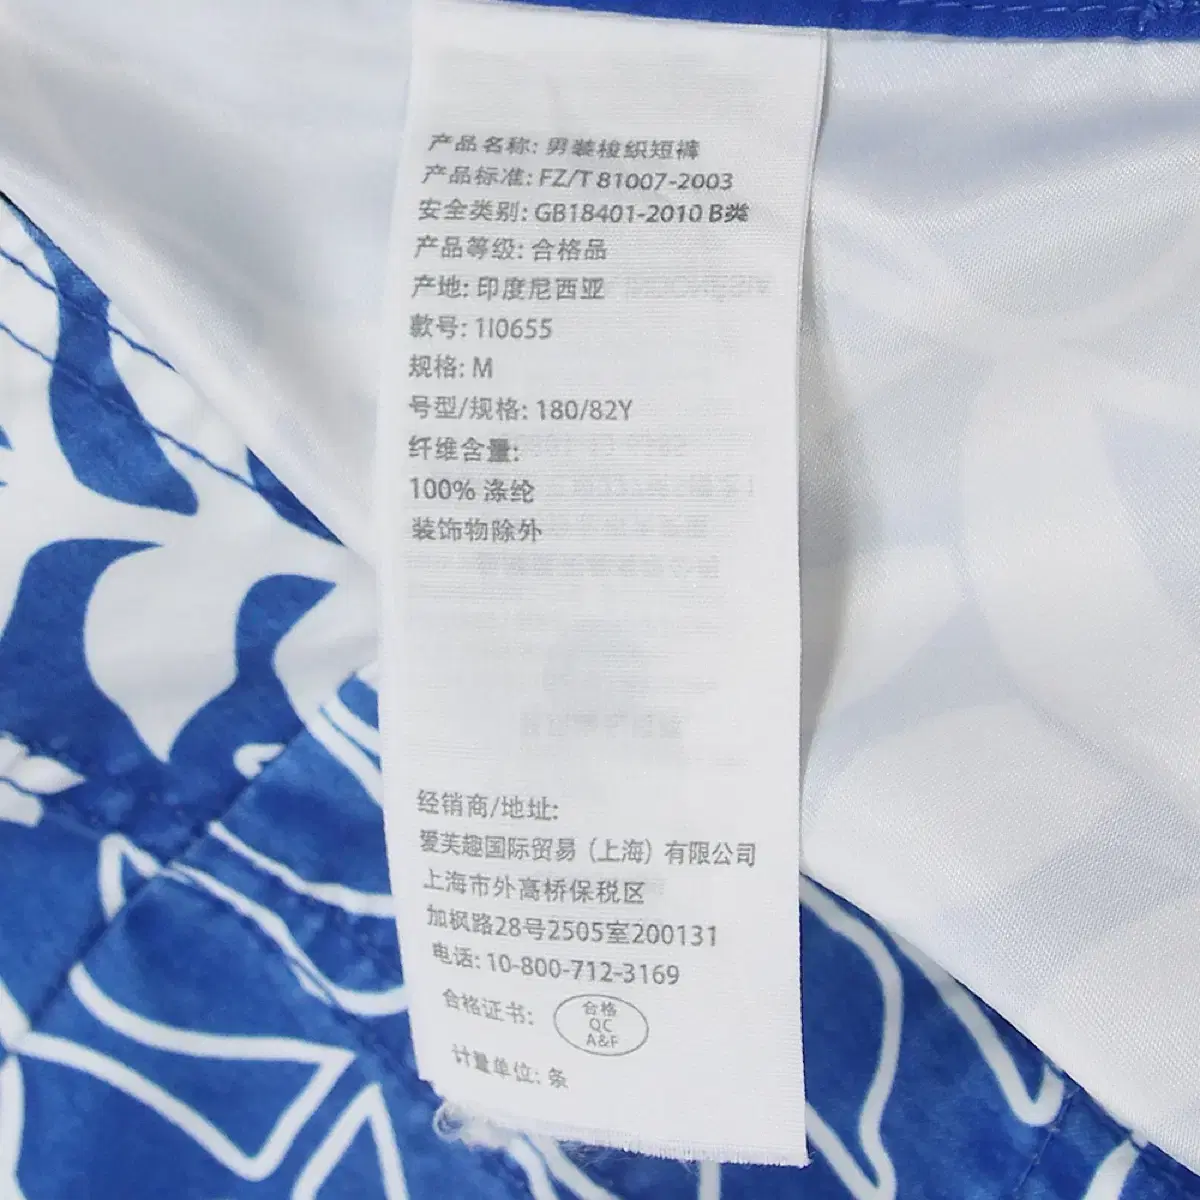 产品名称: 男装梭织短裤
产品标准: FZ/T 81007-2003
安全类别: GB18401-2010 B类
产品等级: 合格品
产地: 印度尼西亚
款号: 1I0655
规格: M
号型/规格: 180/82Y
纤维含量:
100% 涤纶
装饰物除外
经销商/地址:
爱芙趣国际贸易 (上海) 有限公司
上海市外高桥保税区
加枫路28号2505室200131
电话: 10-800-712-3169
合格证书:
合格
QC
A&F
计量单位: 条